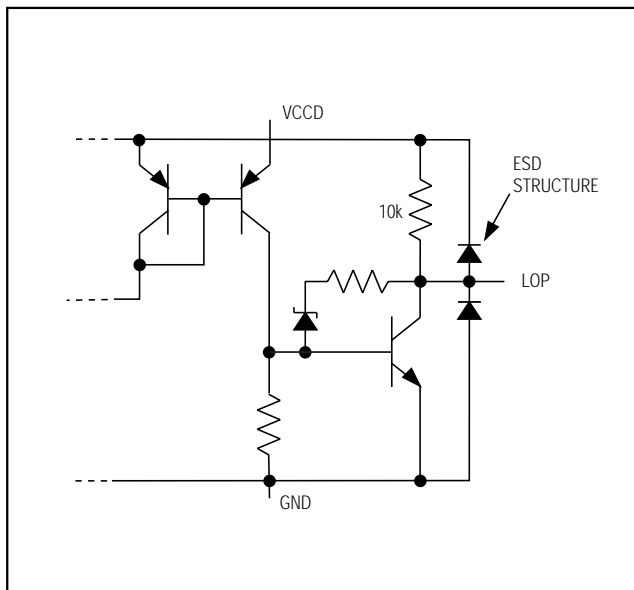 VCCD
ESD
STRUCTURE
10k
LOP
GND